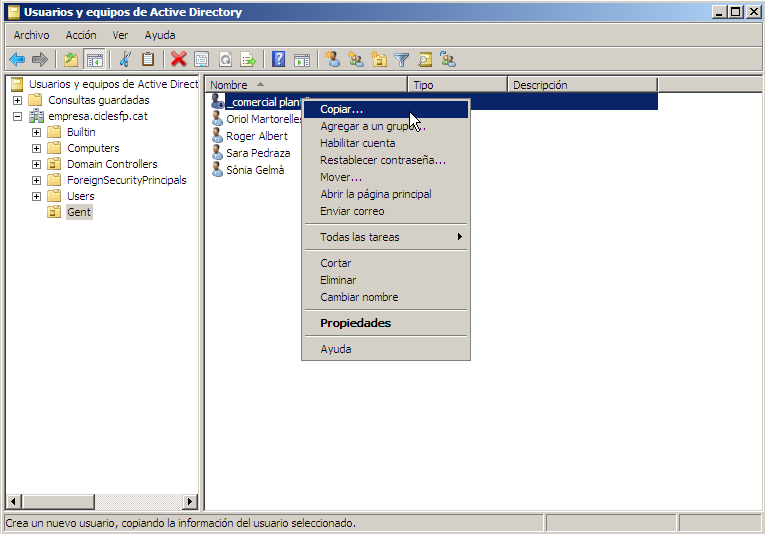 Usuarios y equipos de Active Directory
Archivo Acción Ver Ayuda
Usuarios y equipos de Active Direct
Consultas guardadas
empresa.ciclesfp.cat
Builtin
Computers
Domain Controllers
ForeignSecurityPrincipals
Users
Gent
Nombre Tipo Descripción
_comercial
Oriol Martorelles
Roger Albert
Sara Pedraza
Sònia Gelmà
Copiar...
Agregar a un grupo...
Habilitar cuenta
Restablecer contraseña...
Mover...
Abrir la página principal
Enviar correo
Todas las tareas
Cortar
Eliminar
Cambiar nombre
Propiedades
Ayuda
Crea un nuevo usuario, copiando la información del usuario seleccionado.